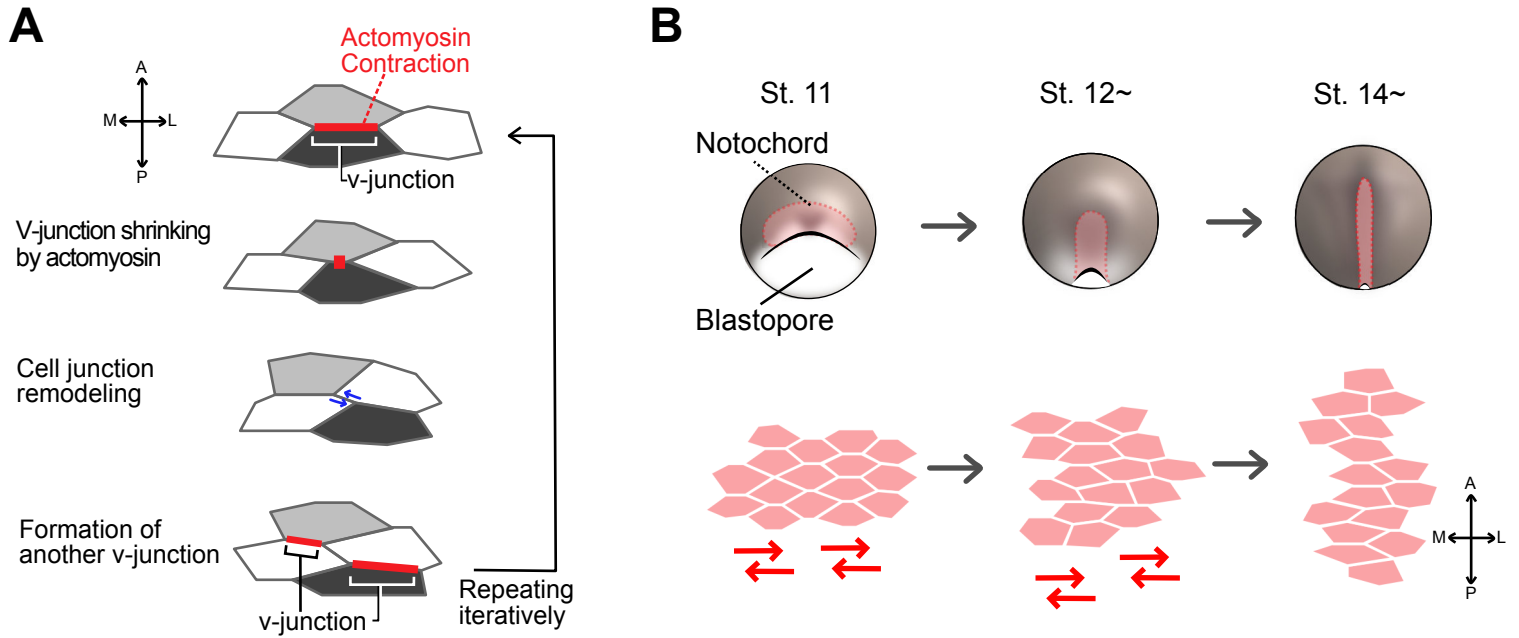 A
Actomyosin
Contraction
A
M
L
P
v-junction
V-junction shrinking
by actomyosin
Cell junction
remodeling
Formation of
another v-junction
v-junction
Repeating
iteratively
B
St. 11
St. 12~
St. 14~
Notochord
Blastopore
A
M
L
P